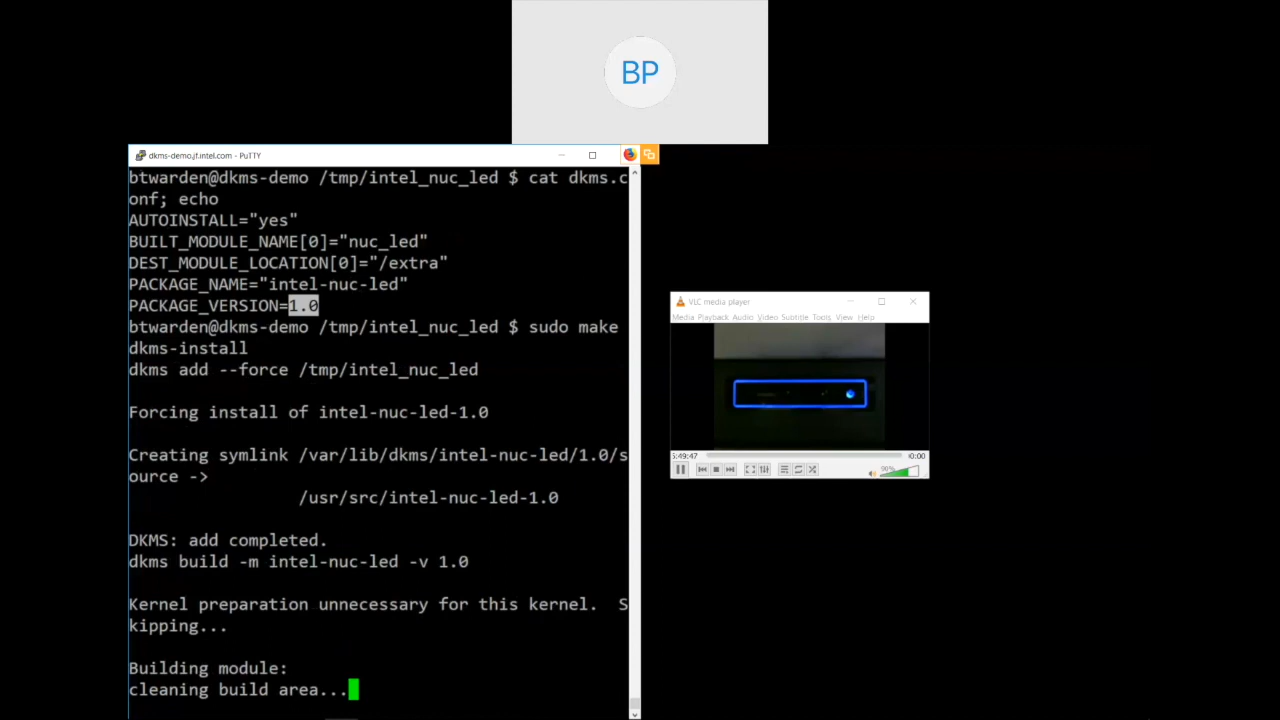 BP
dkms-demo.jf.intel.com - PuTTY
btwarden@dkms-demo /tmp/intel_nuc_led $ cat dkms.c
onf; echo
AUTOINSTALL="yes"
BUILT_MODULE_NAME[0]="nuc_led"
DEST_MODULE_LOCATION[0]="/extra"
PACKAGE_NAME="intel-nuc-led"
PACKAGE_VERSION=1.0
btwarden@dkms-demo /tmp/intel_nuc_led $ sudo make
dkms-install
dkms add --force /tmp/intel_nuc_led
Forcing install of intel-nuc-led-1.0
Creating symlink /var/lib/dkms/intel-nuc-led/1.0/s
ource ->
/usr/src/intel-nuc-led-1.0
DKMS: add completed.
dkms build -m intel-nuc-led -v 1.0
Kernel preparation unnecessary for this kernel.  S
kipping...
Building module:
cleaning build area...
VLC media player
Media Playback Audio Video Subtitle Tools View Help
5:49:47
00:00
90%